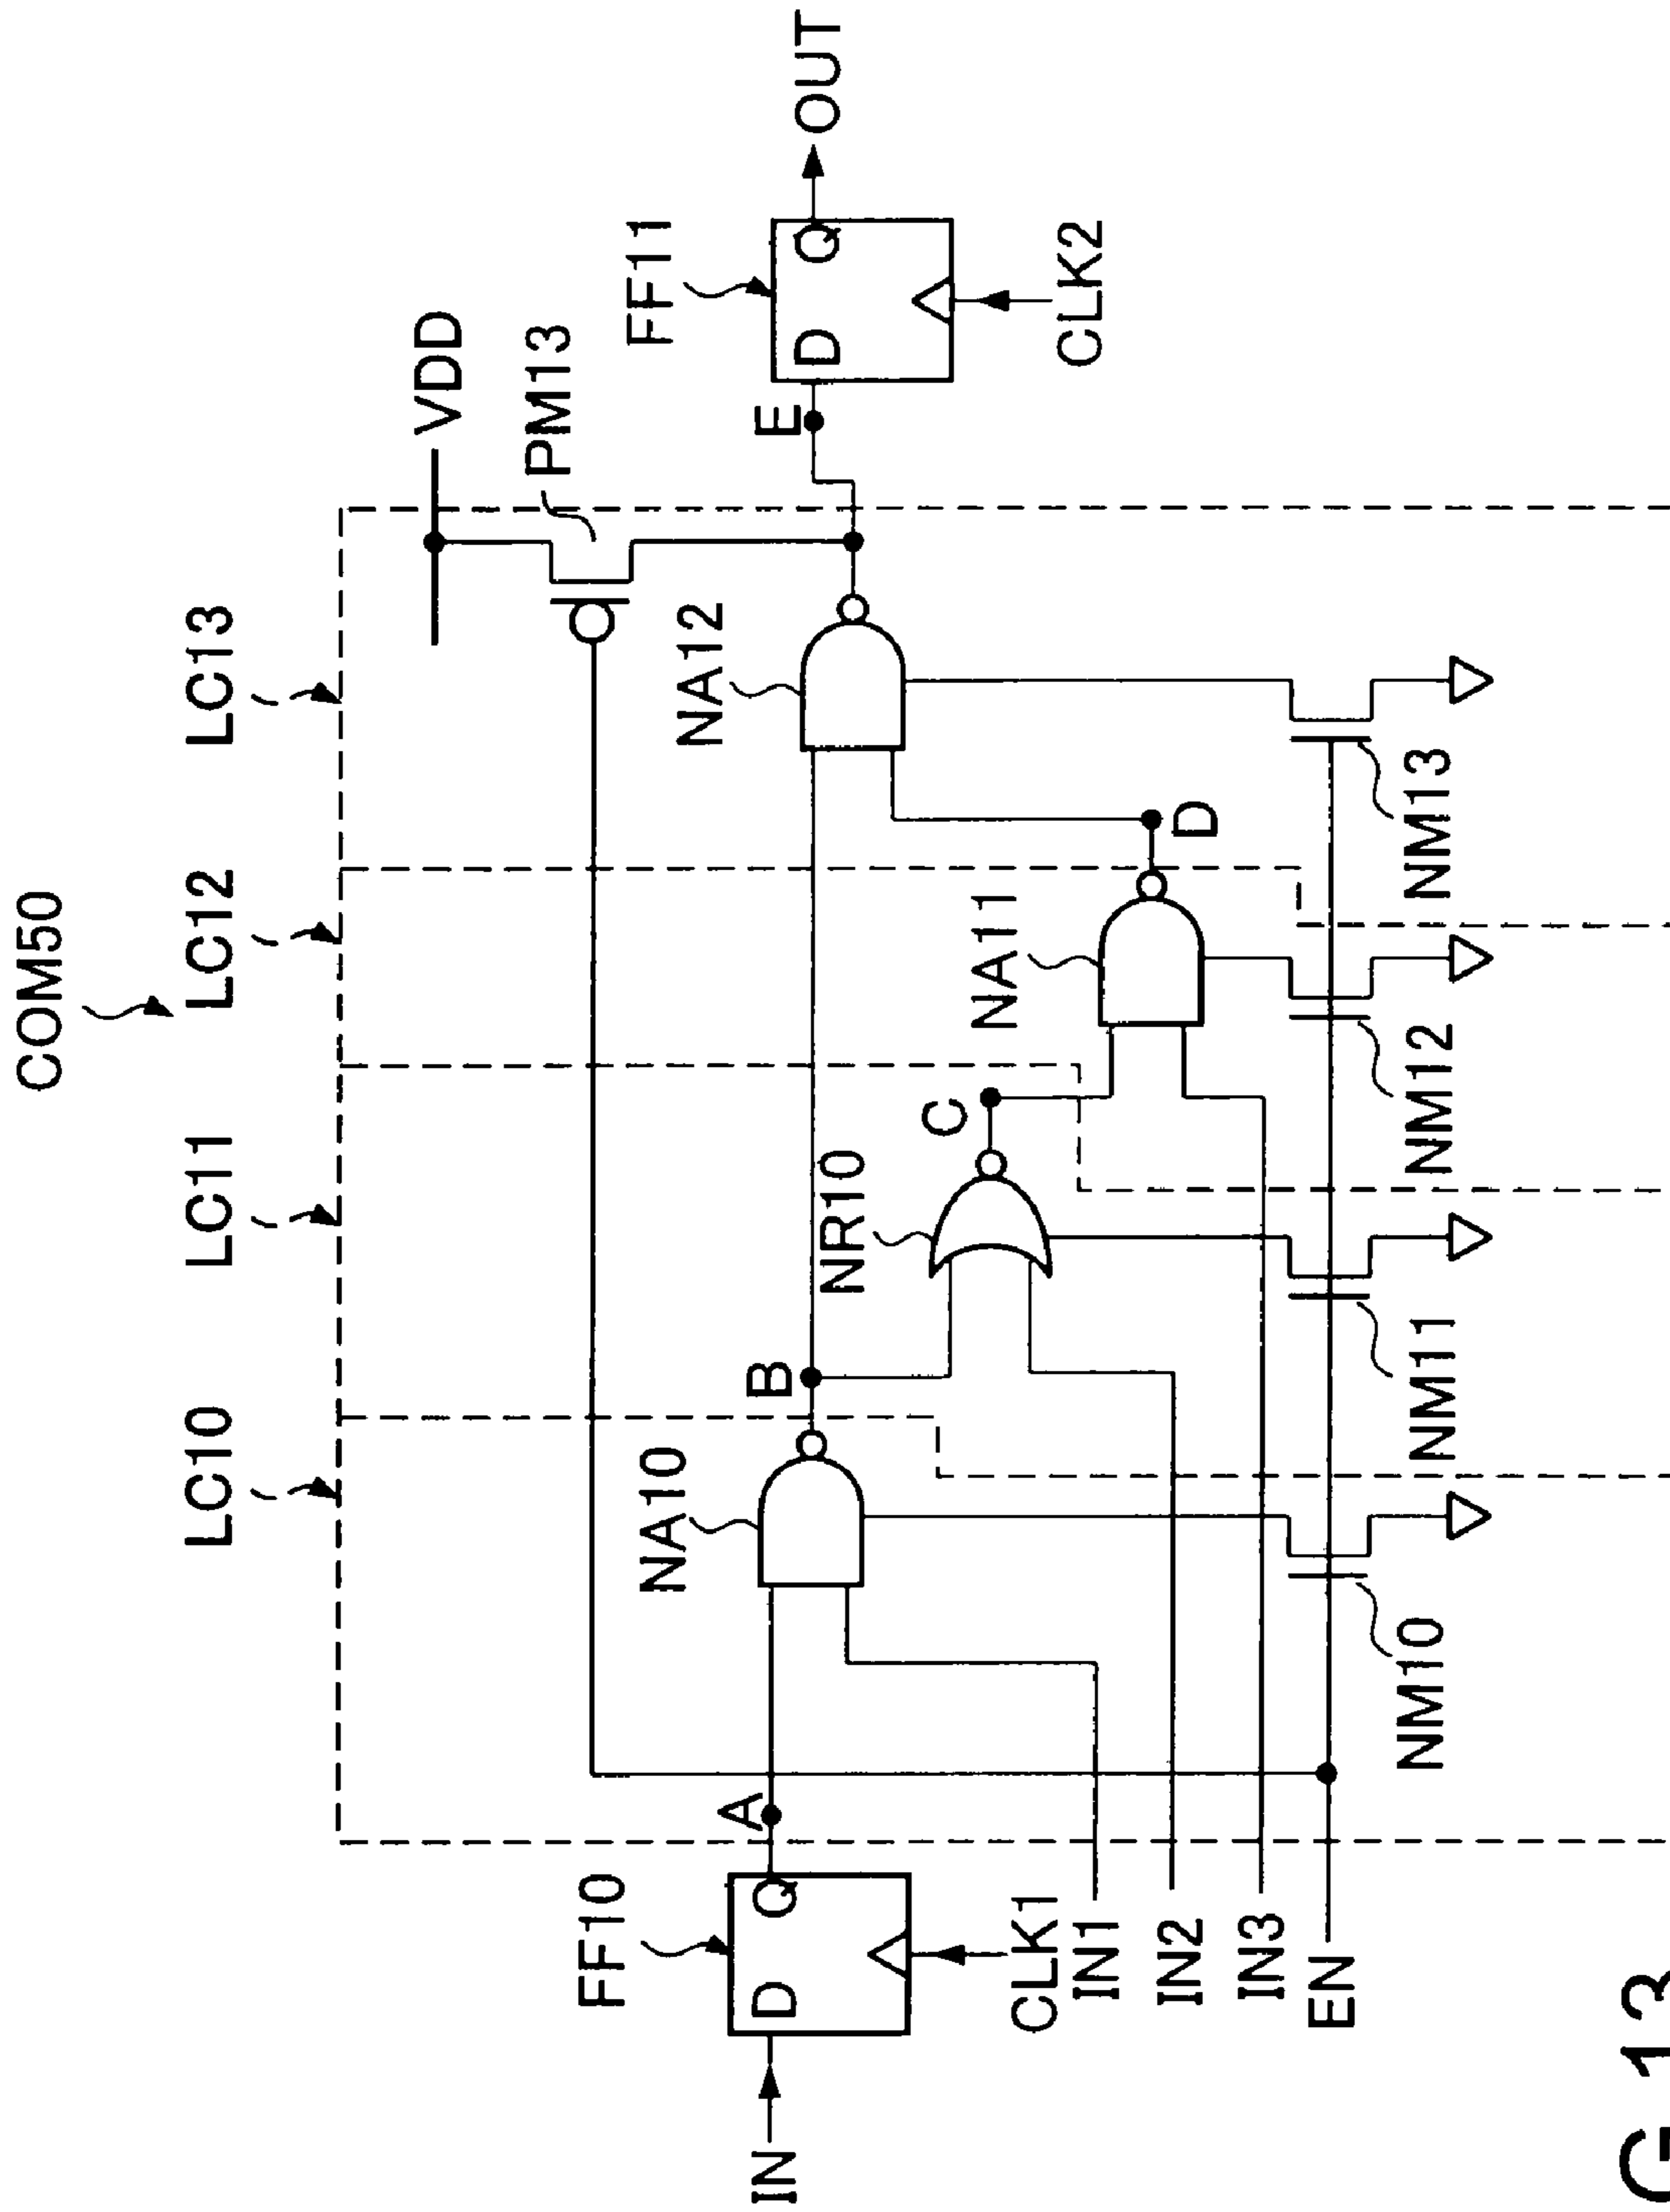 COM50
LC10
LC11
LC12
LC13
VDD
PM13
FF10
NA10
NA12
FF11
IN
D
Q
A
B
E
D
Q
OUT
NR10
C
NA11
D
CLK1
CLK2
IN1
IN2
IN3
EN
NM10
NM11
NM12
NM13
G. 13